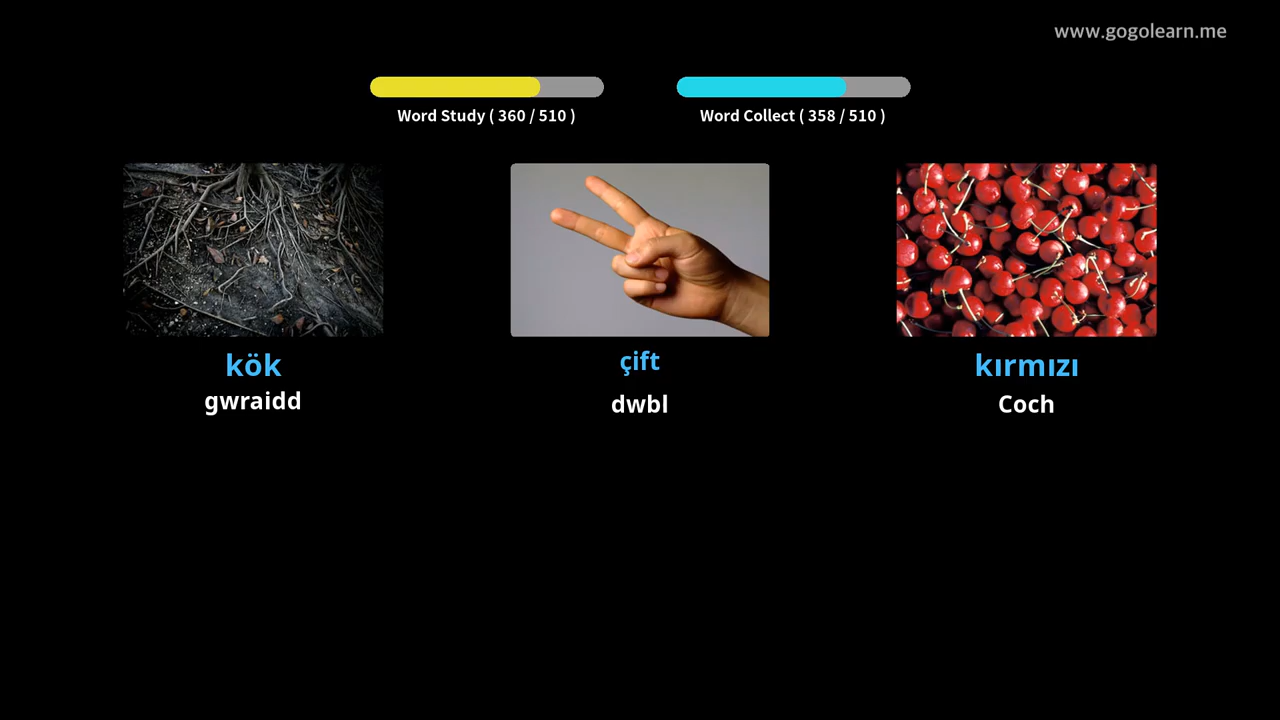 www.gogolearn.me
Word Study ( 360 / 510 )
Word Collect ( 358 / 510 )
kök
gwraidd
çift
dwbl
kırmızı
Coch